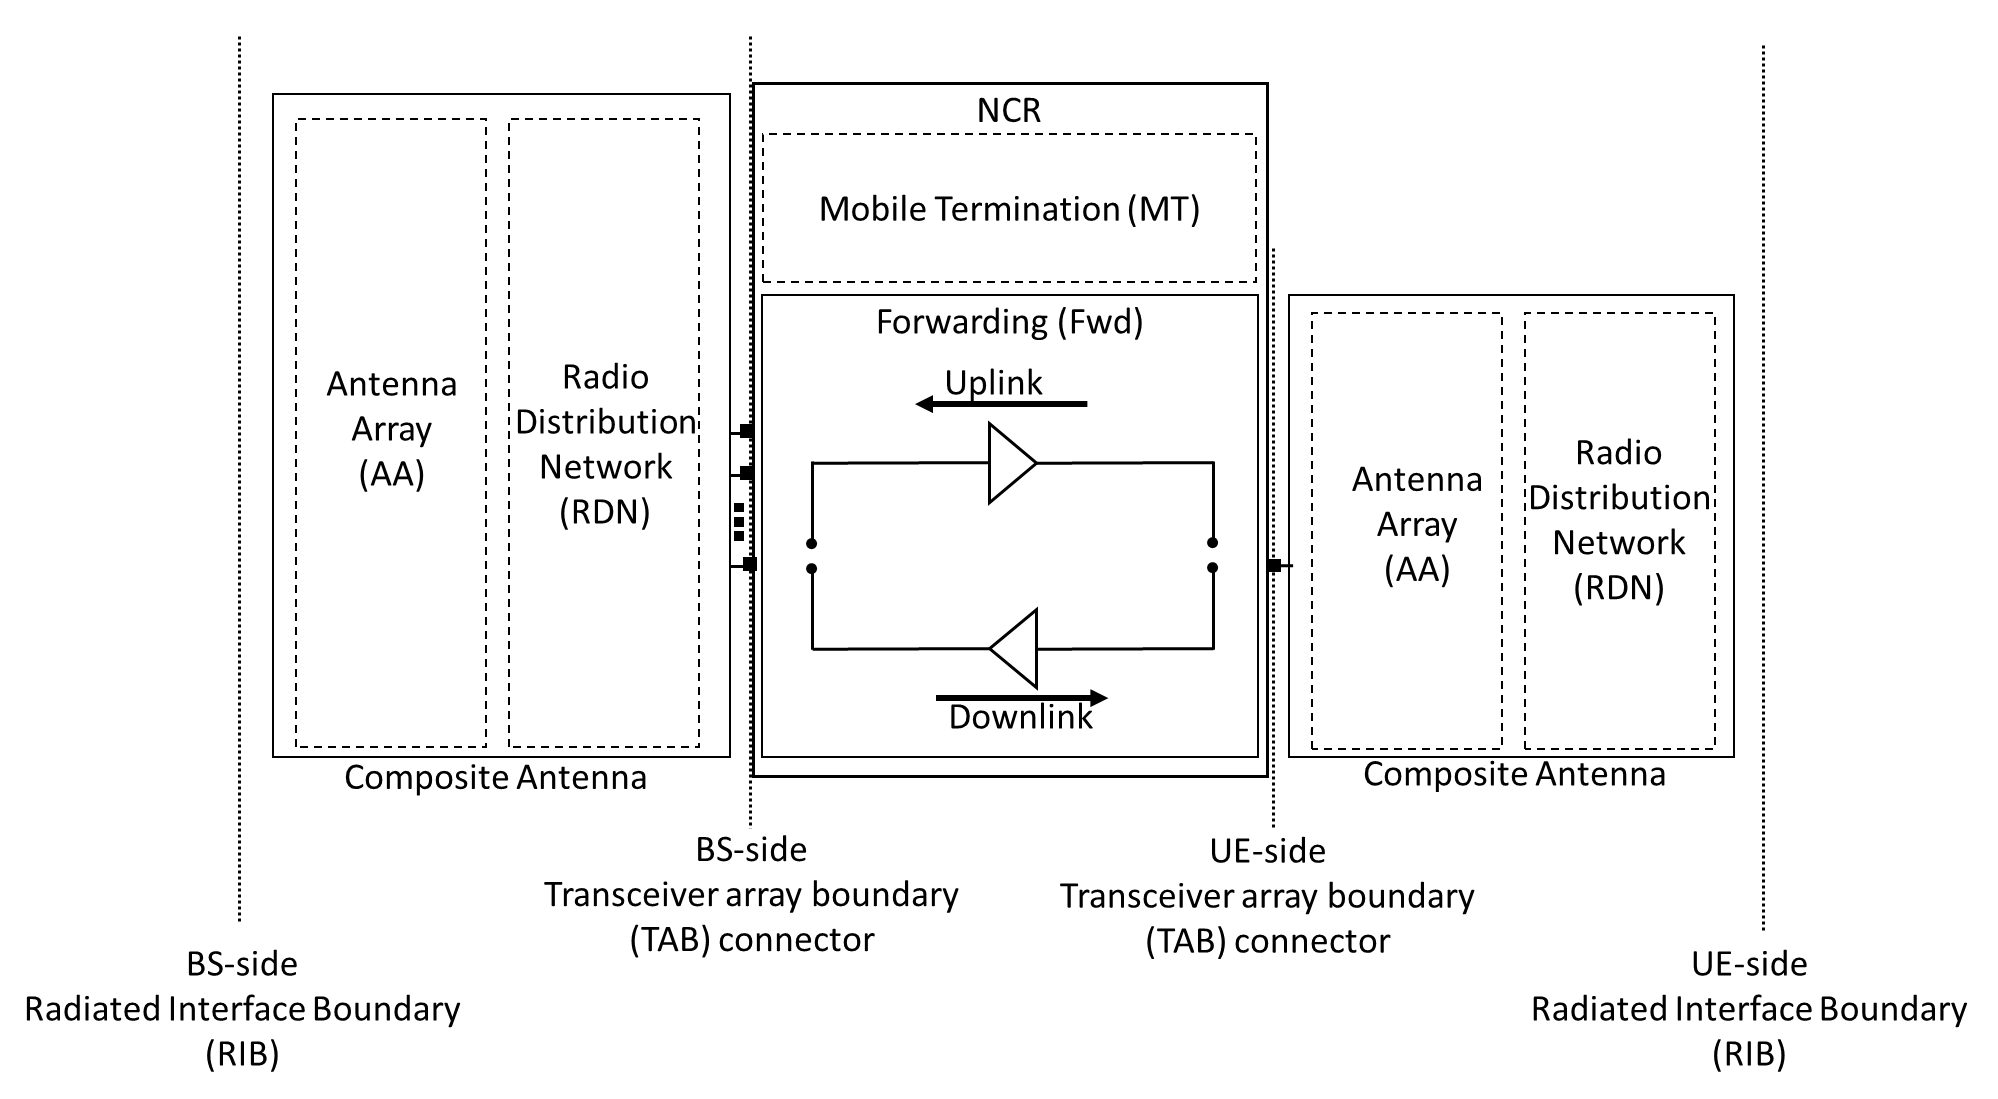 NCR
Mobile Termination (MT)
Forwarding (Fwd)
Uplink
Downlink
Antenna
Array
(AA)
Radio
Distribution
Network
(RDN)
Composite Antenna
Antenna
Array
(AA)
Radio
Distribution
Network
(RDN)
Composite Antenna
BS-side
Transceiver array boundary
(TAB) connector
UE-side
Transceiver array boundary
(TAB) connector
BS-side
Radiated Interface Boundary
(RIB)
UE-side
Radiated Interface Boundary
(RIB)